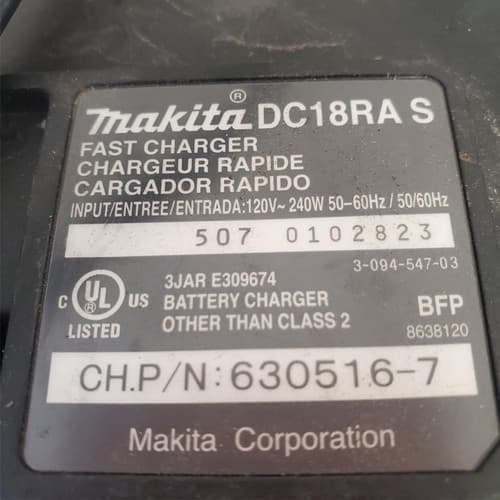 makita® DC18RA S
FAST CHARGER
CHARGEUR RAPIDE
CARGADOR RAPIDO
INPUT/ENTREE/ENTRADA:120V~ 240W 50-60Hz / 50/60Hz
507 0102823
3-094-547-03
C UL US
LISTED
3JAR E309674
BATTERY CHARGER
OTHER THAN CLASS 2
BFP
8638120
CH.P/N:630516-7
Makita Corporation